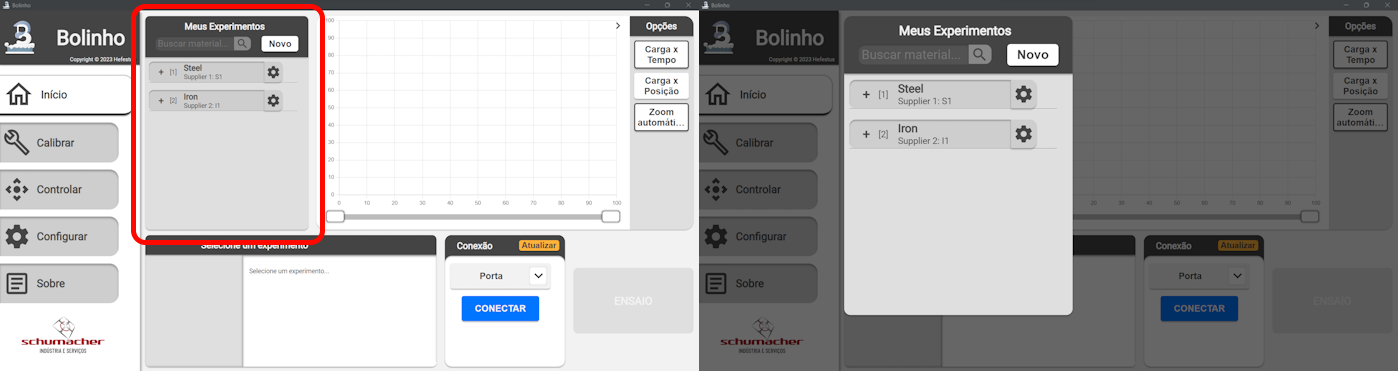 Bolinho
Bolinho
Copyright © 2023 Hefestus
Início
Calibrar
Controlar
Configurar
Sobre
schumacher
INDUSTRIA E SERVIÇOS
Meus Experimentos
Buscar material...
Novo
+ [1] Steel
Supplier 1: S1
+ [2] Iron
Supplier 2: I1
100
90
80
70
60
50
40
30
20
10
0
0 10 20 30 40 50 60 70 80 90 100
Opções
Carga x
Tempo
Carga x
Posição
Zoom
automáti...
Selecione um experimento
Selecione um experimento...
Conexão
Atualizar
Porta
CONECTAR
ENSAIO
Bolinho
Bolinho
Copyright © 2023 Hefestus
Início
Calibrar
Controlar
Configurar
Sobre
schumacher
INDUSTRIA E SERVIÇOS
Meus Experimentos
Buscar material...
Novo
+ [1] Steel
Supplier 1: S1
+ [2] Iron
Supplier 2: I1
50 60 70 80 90 100
Opções
Carga x
Tempo
Carga x
Posição
Zoom
automáti...
Conexão
Atualizar
Porta
CONECTAR
ENSAIO